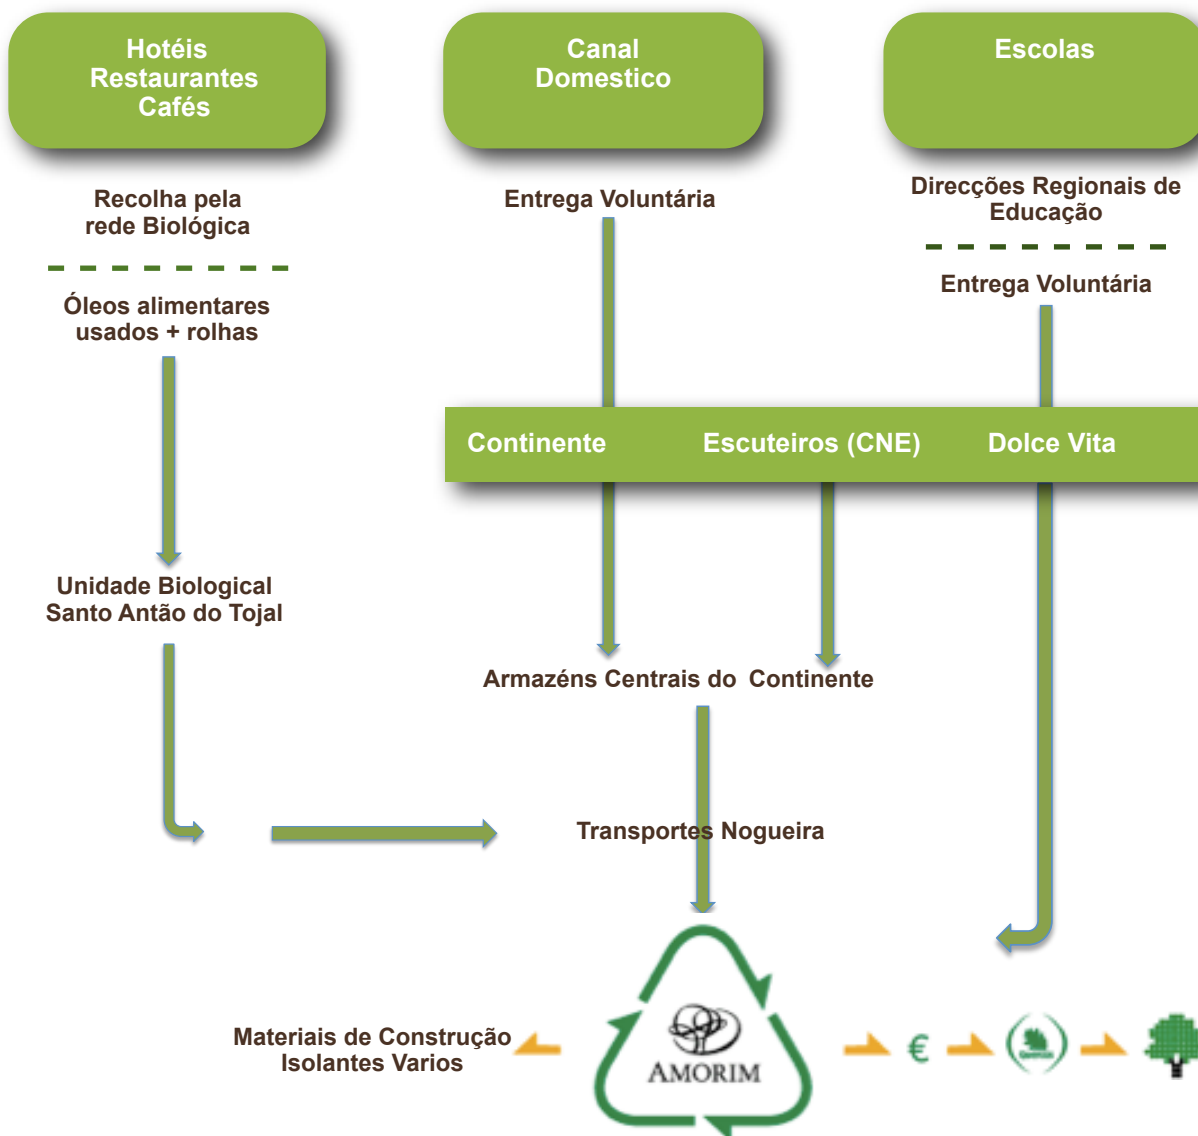 Hotéis
Restaurantes
Cafés
Canal
Domestico
Escolas
Recolha pela
rede Biológica
Óleos alimentares
usados + rolhas
Entrega Voluntária
Direcções Regionais de
Educação
Entrega Voluntária
Continente
Escuteiros (CNE)
Dolce Vita
Unidade Biological
Santo Antão do Tojal
Armazéns Centrais do Continente
Transportes Nogueira
Materiais de Construção
Isolantes Varios
AMORIM
€